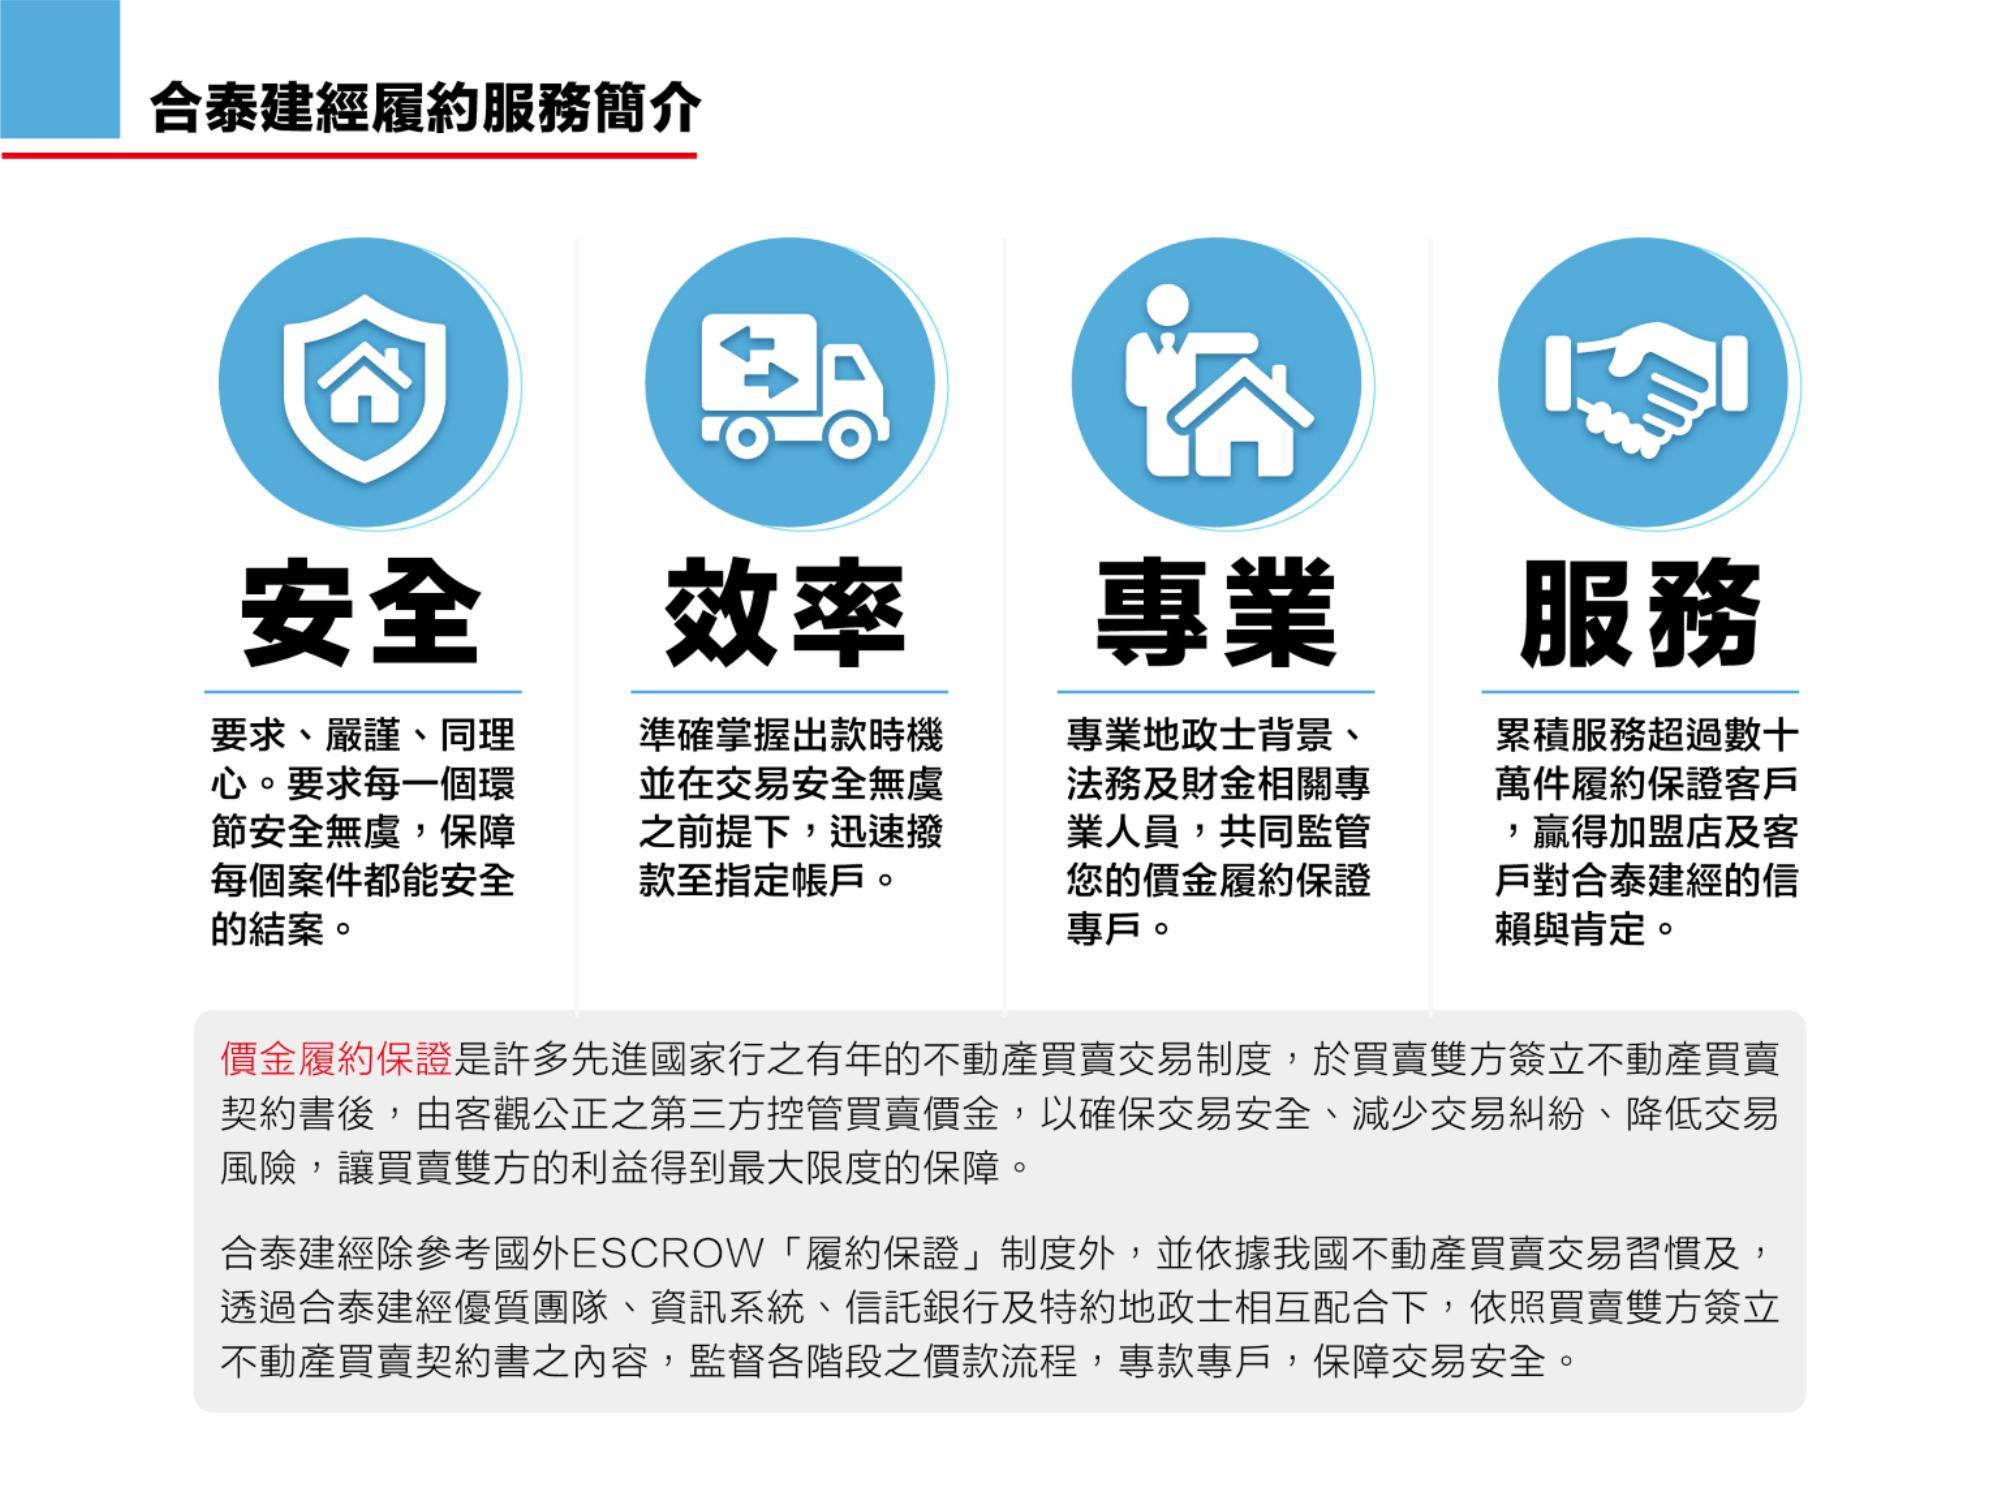 合泰建經履約服務簡介
安全
要求、嚴謹、同理
心。要求每一個環
節安全無虞，保障
每個案件都能安全
的結案。
效率
準確掌握出款時機
並在交易安全無虞
之前提下，迅速撥
款至指定帳戶。
專業
專業地政士背景、
法務及財金相關專
業人員，共同監管
您的價金履約保證
專戶。
服務
累積服務超過數十
萬件履約保證客戶
，贏得加盟店及客
戶對合泰建經的信
賴與肯定。
價金履約保證是許多先進國家行之有年的不動產買賣交易制度，於買賣雙方簽立不動產買賣
契約書後，由客觀公正之第三方控管買賣價金，以確保交易安全、減少交易糾紛、降低交易
風險，讓買賣雙方的利益得到最大限度的保障。
合泰建經除參考國外ESCROW「履約保證」制度外，並依據我國不動產買賣交易習慣及，
透過合泰建經優質團隊、資訊系統、信託銀行及特約地政士相互配合下，依照買賣雙方簽立
不動產買賣契約書之內容，監督各階段之價款流程，專款專戶，保障交易安全。